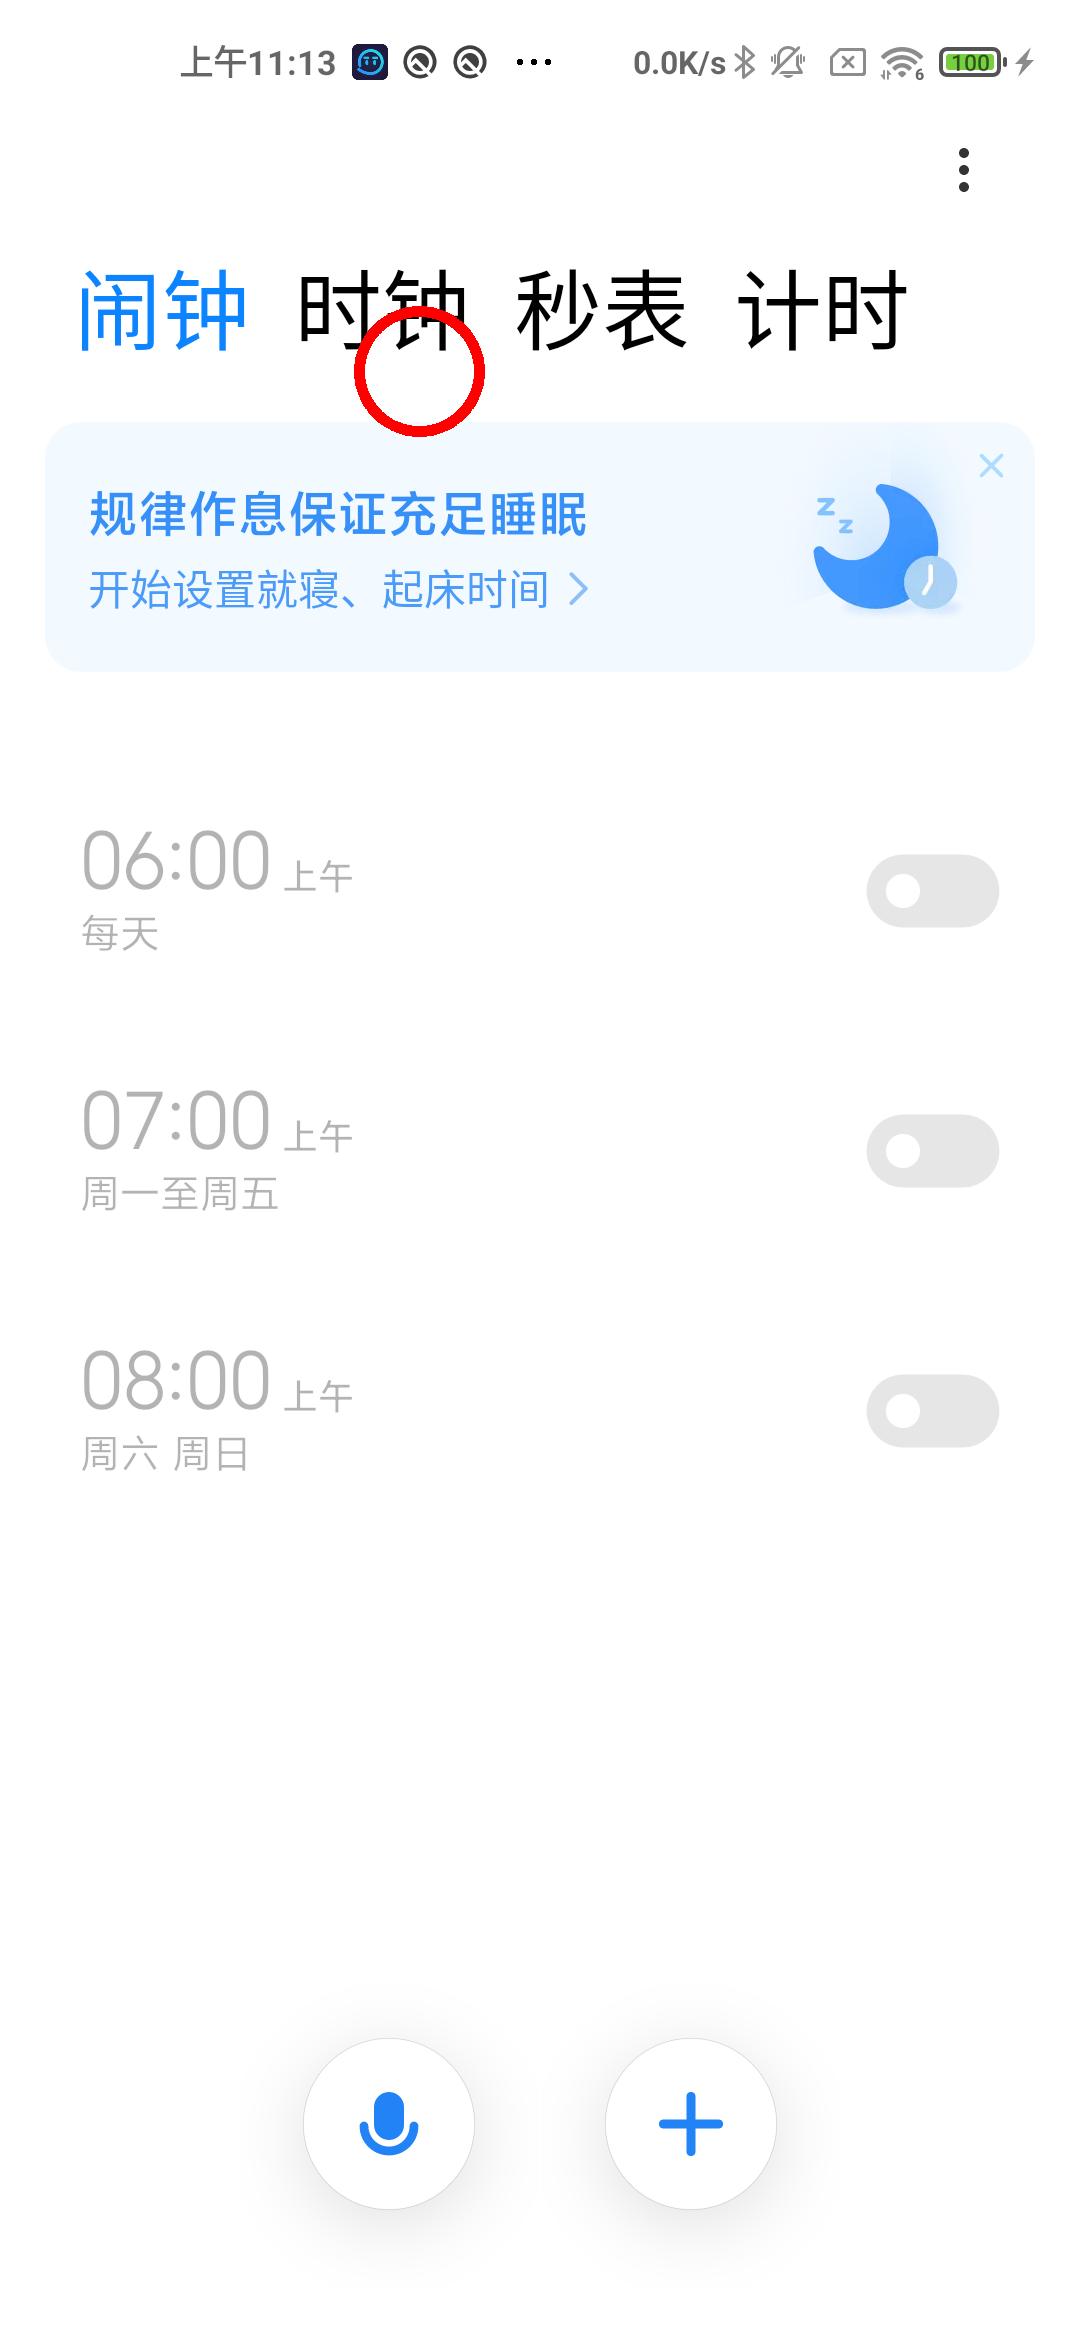 上午11:13 0.0K/s 6 100
闹钟 时钟 秒表 计时
规律作息保证充足睡眠
开始设置就寝、起床时间
z z
06:00 上午
每天
07:00 上午
周一至周五
08:00 上午
周六 周日